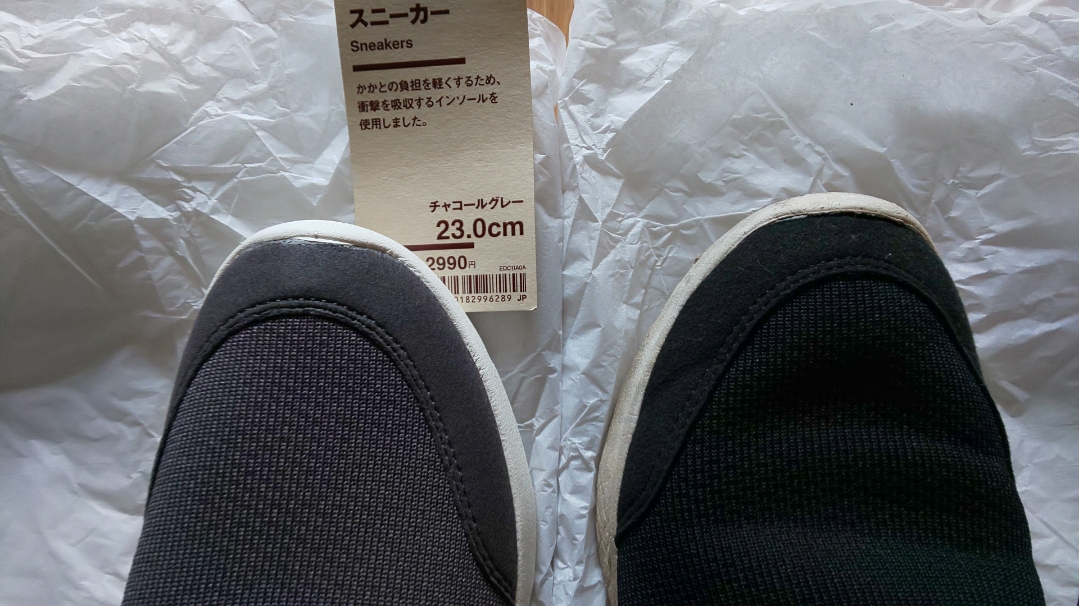 スニーカー
Sneakers
かかとの負担を軽くするため、
衝撃を吸収するインソールを
使用しました。
チャコールグレー
23.0cm
2990円
EDC11A0A
0182996289 JP